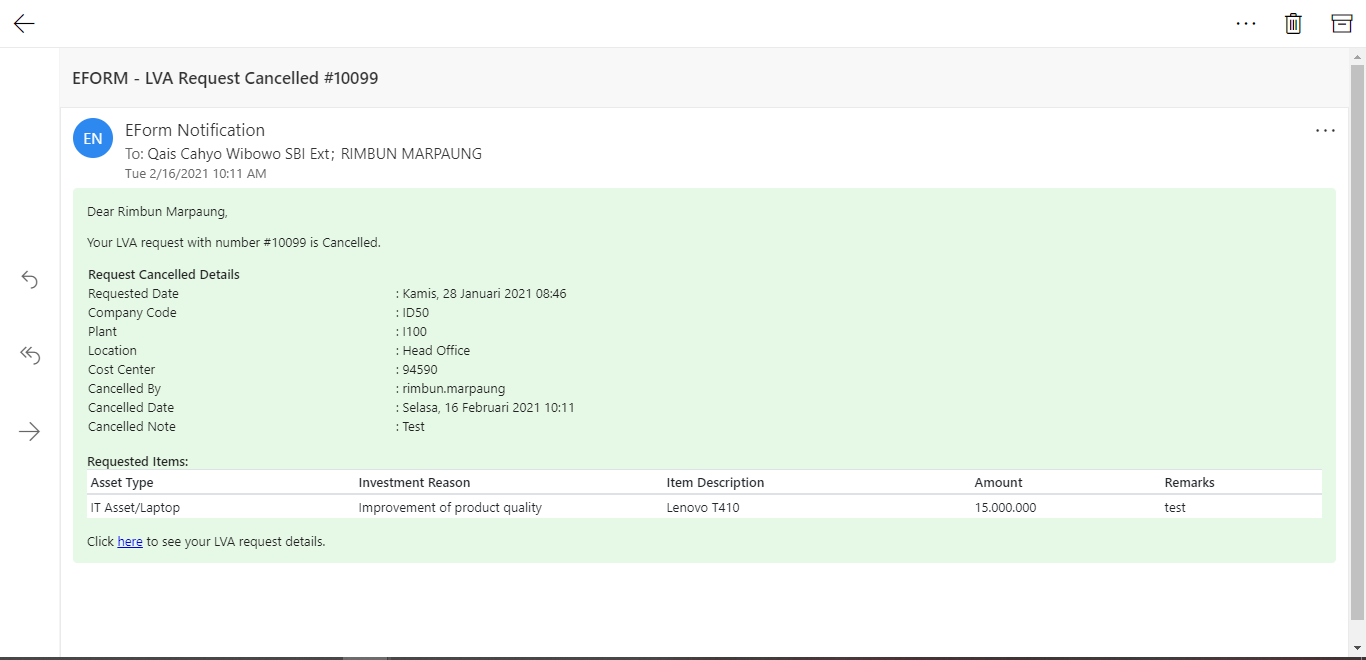 EFORM - LVA Request Cancelled #10099
EN
EForm Notification
To: Qais Cahyo Wibowo SBI Ext; RIMBUN MARPAUNG
Tue 2/16/2021 10:11 AM
Dear Rimbun Marpaung,
Your LVA request with number #10099 is Cancelled.
Request Cancelled Details
Requested Date : Kamis, 28 Januari 2021 08:46
Company Code : ID50
Plant : I100
Location : Head Office
Cost Center : 94590
Cancelled By : rimbun.marpaung
Cancelled Date : Selasa, 16 Februari 2021 10:11
Cancelled Note : Test
Requested Items:
Asset Type Investment Reason Item Description Amount Remarks
IT Asset/Laptop Improvement of product quality Lenovo T410 15.000.000 test
Click here to see your LVA request details.